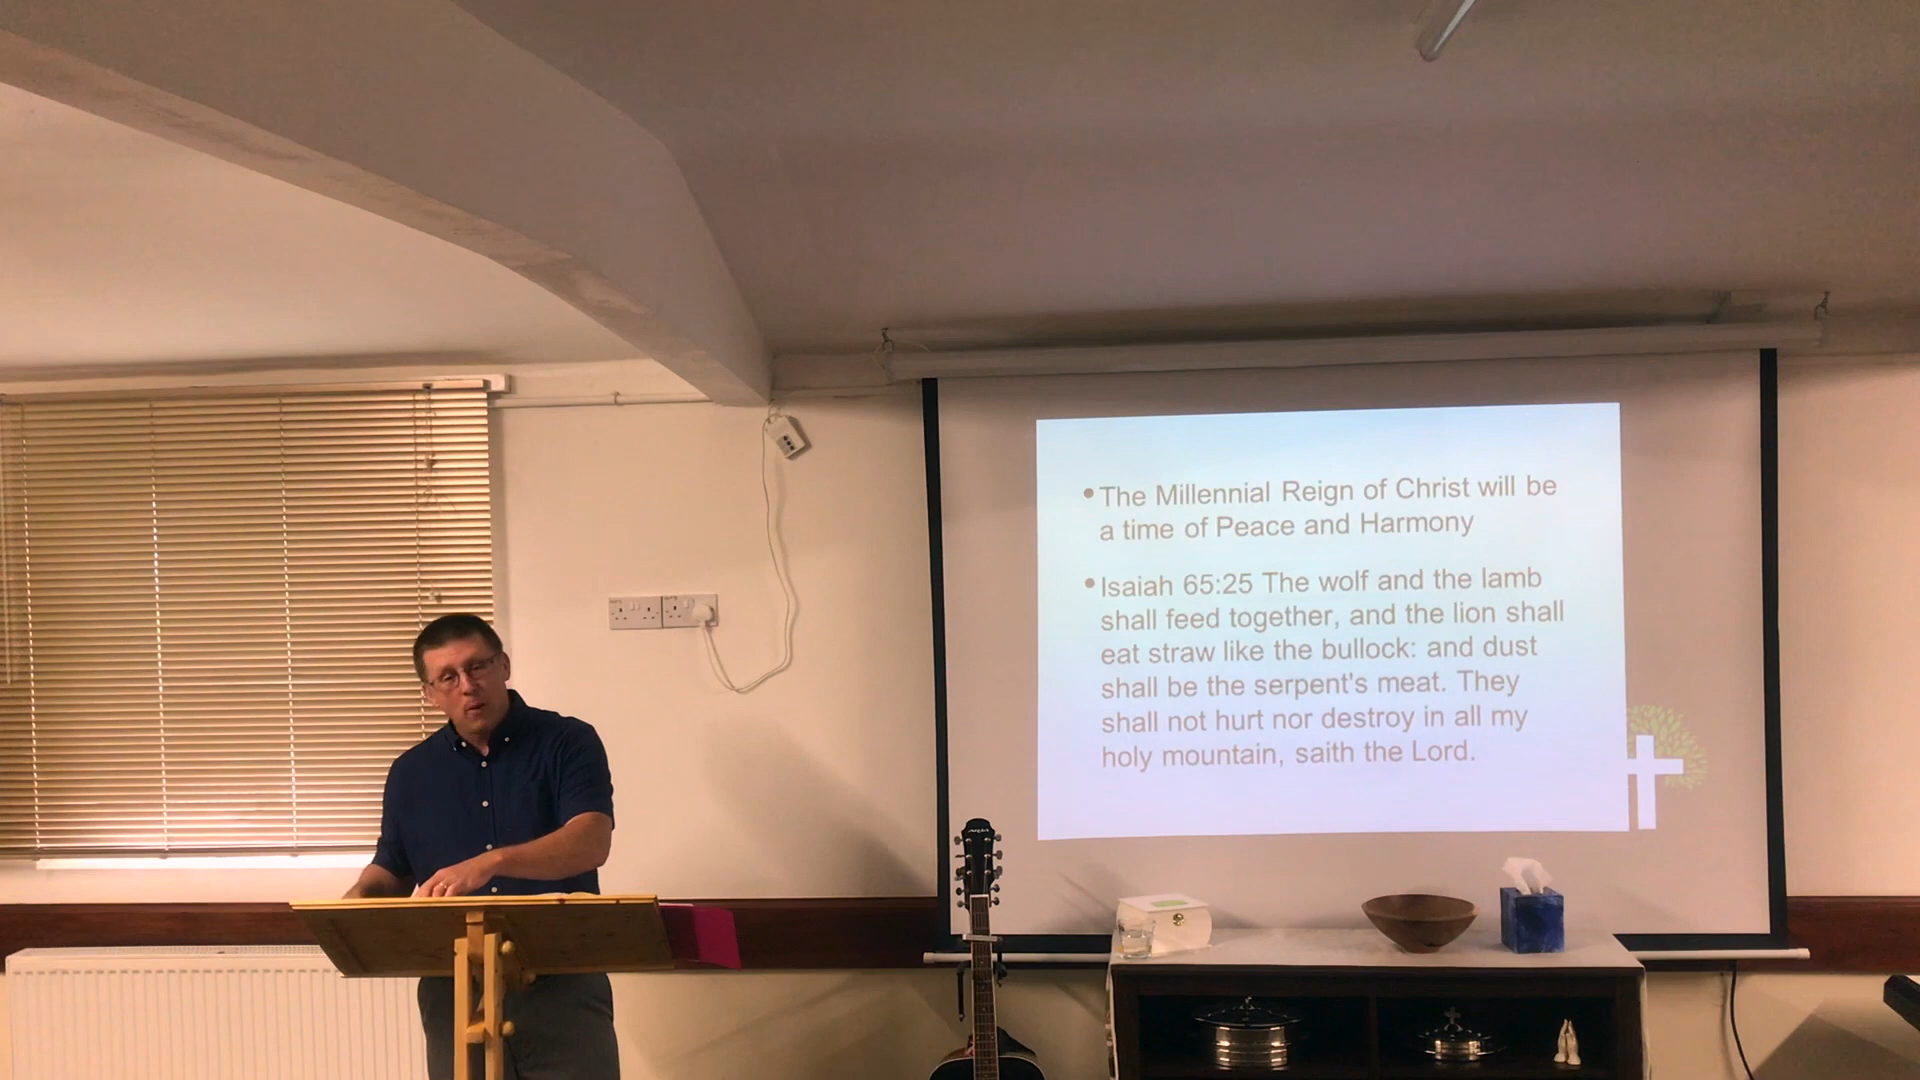 •The Millennial Reign of Christ will be
a time of Peace and Harmony
•Isaiah 65:25 The wolf and the lamb
shall feed together, and the lion shall
eat straw like the bullock: and dust
shall be the serpent's meat. They
shall not hurt nor destroy in all my
holy mountain, saith the Lord.